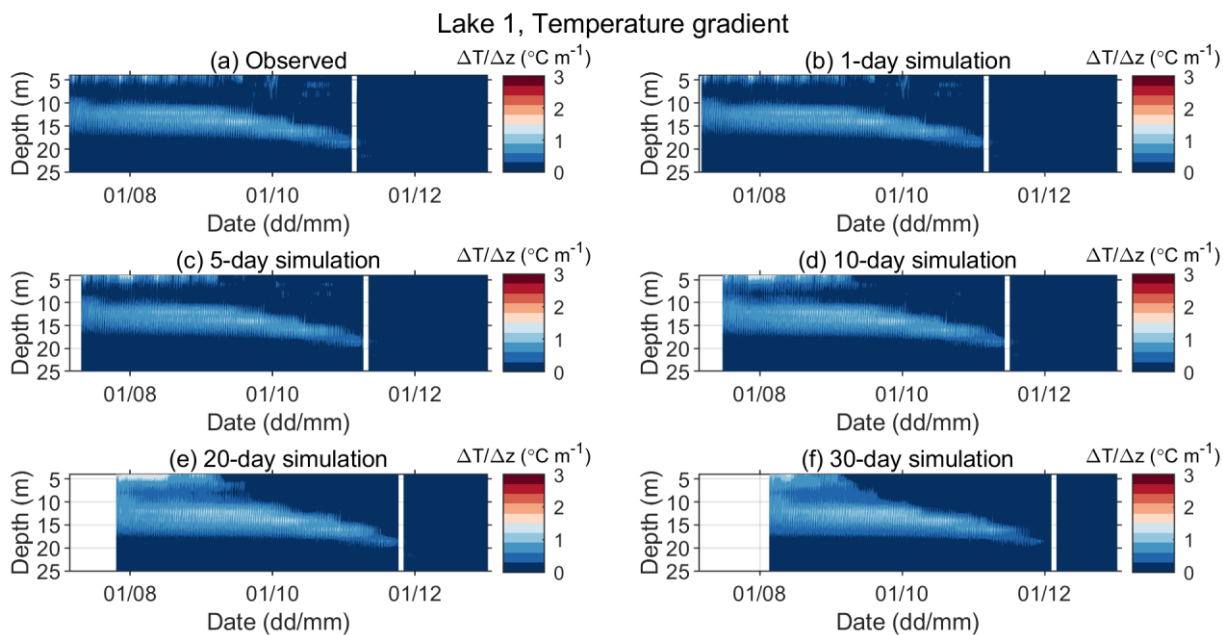 Lake 1, Temperature gradient
(a) Observed
ΔT/Δz (°C m⁻¹)
Depth (m)
5
10
15
20
25
01/08
01/10
01/12
Date (dd/mm)
3
2
1
0
(b) 1-day simulation
ΔT/Δz (°C m⁻¹)
Depth (m)
5
10
15
20
25
01/08
01/10
01/12
Date (dd/mm)
3
2
1
0
(c) 5-day simulation
ΔT/Δz (°C m⁻¹)
Depth (m)
5
10
15
20
25
01/08
01/10
01/12
Date (dd/mm)
3
2
1
0
(d) 10-day simulation
ΔT/Δz (°C m⁻¹)
Depth (m)
5
10
15
20
25
01/08
01/10
01/12
Date (dd/mm)
3
2
1
0
(e) 20-day simulation
ΔT/Δz (°C m⁻¹)
Depth (m)
5
10
15
20
25
01/08
01/10
01/12
Date (dd/mm)
3
2
1
0
(f) 30-day simulation
ΔT/Δz (°C m⁻¹)
Depth (m)
5
10
15
20
25
01/08
01/10
01/12
Date (dd/mm)
3
2
1
0